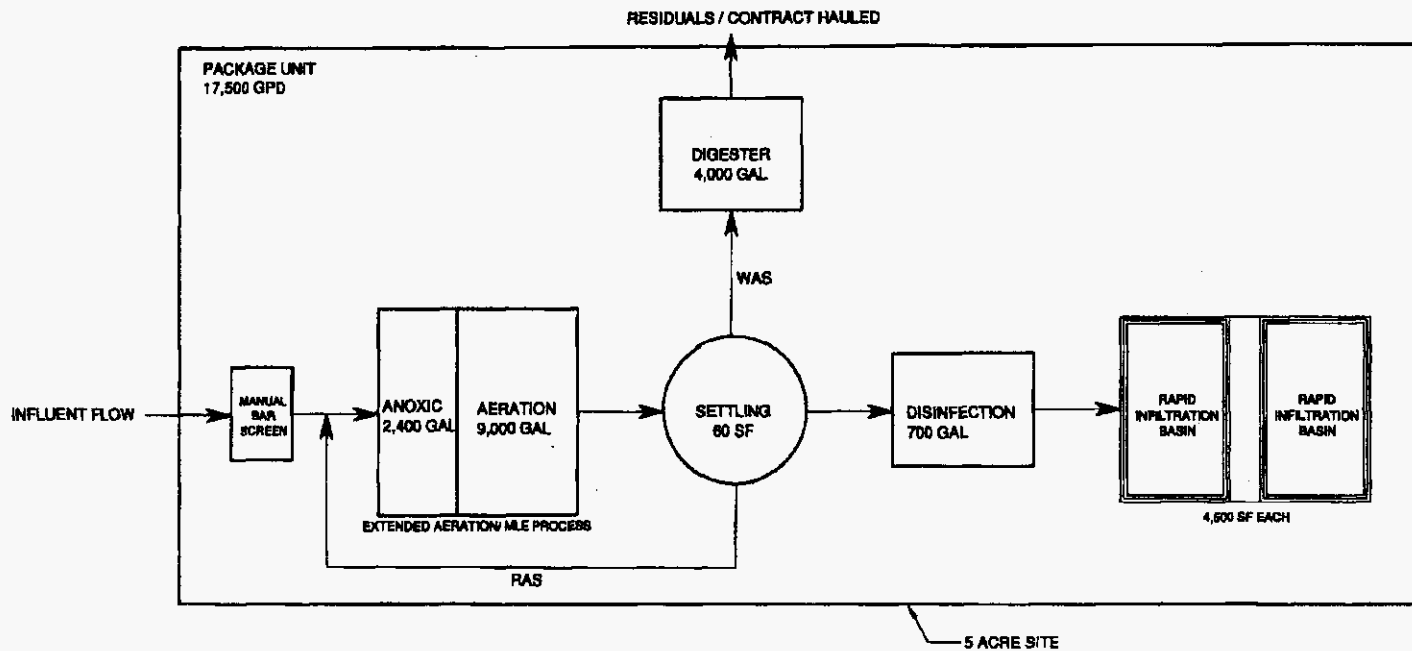 RESIDUALS / CONTRACT HAULED
PACKAGE UNIT
17,500 GPD
DIGESTER
4,000 GAL
WAS
INFLUENT FLOW
MANUAL
BAR
SCREEN
ANOXIC
2,400 GAL
AERATION
9,000 GAL
EXTENDED AERATION/ MLE PROCESS
SETTLING
60 SF
DISINFECTION
700 GAL
RAPID
INFILTRATION
BASIN
RAPID
INFILTRATION
BASIN
4,500 SF EACH
RAS
5 ACRE SITE